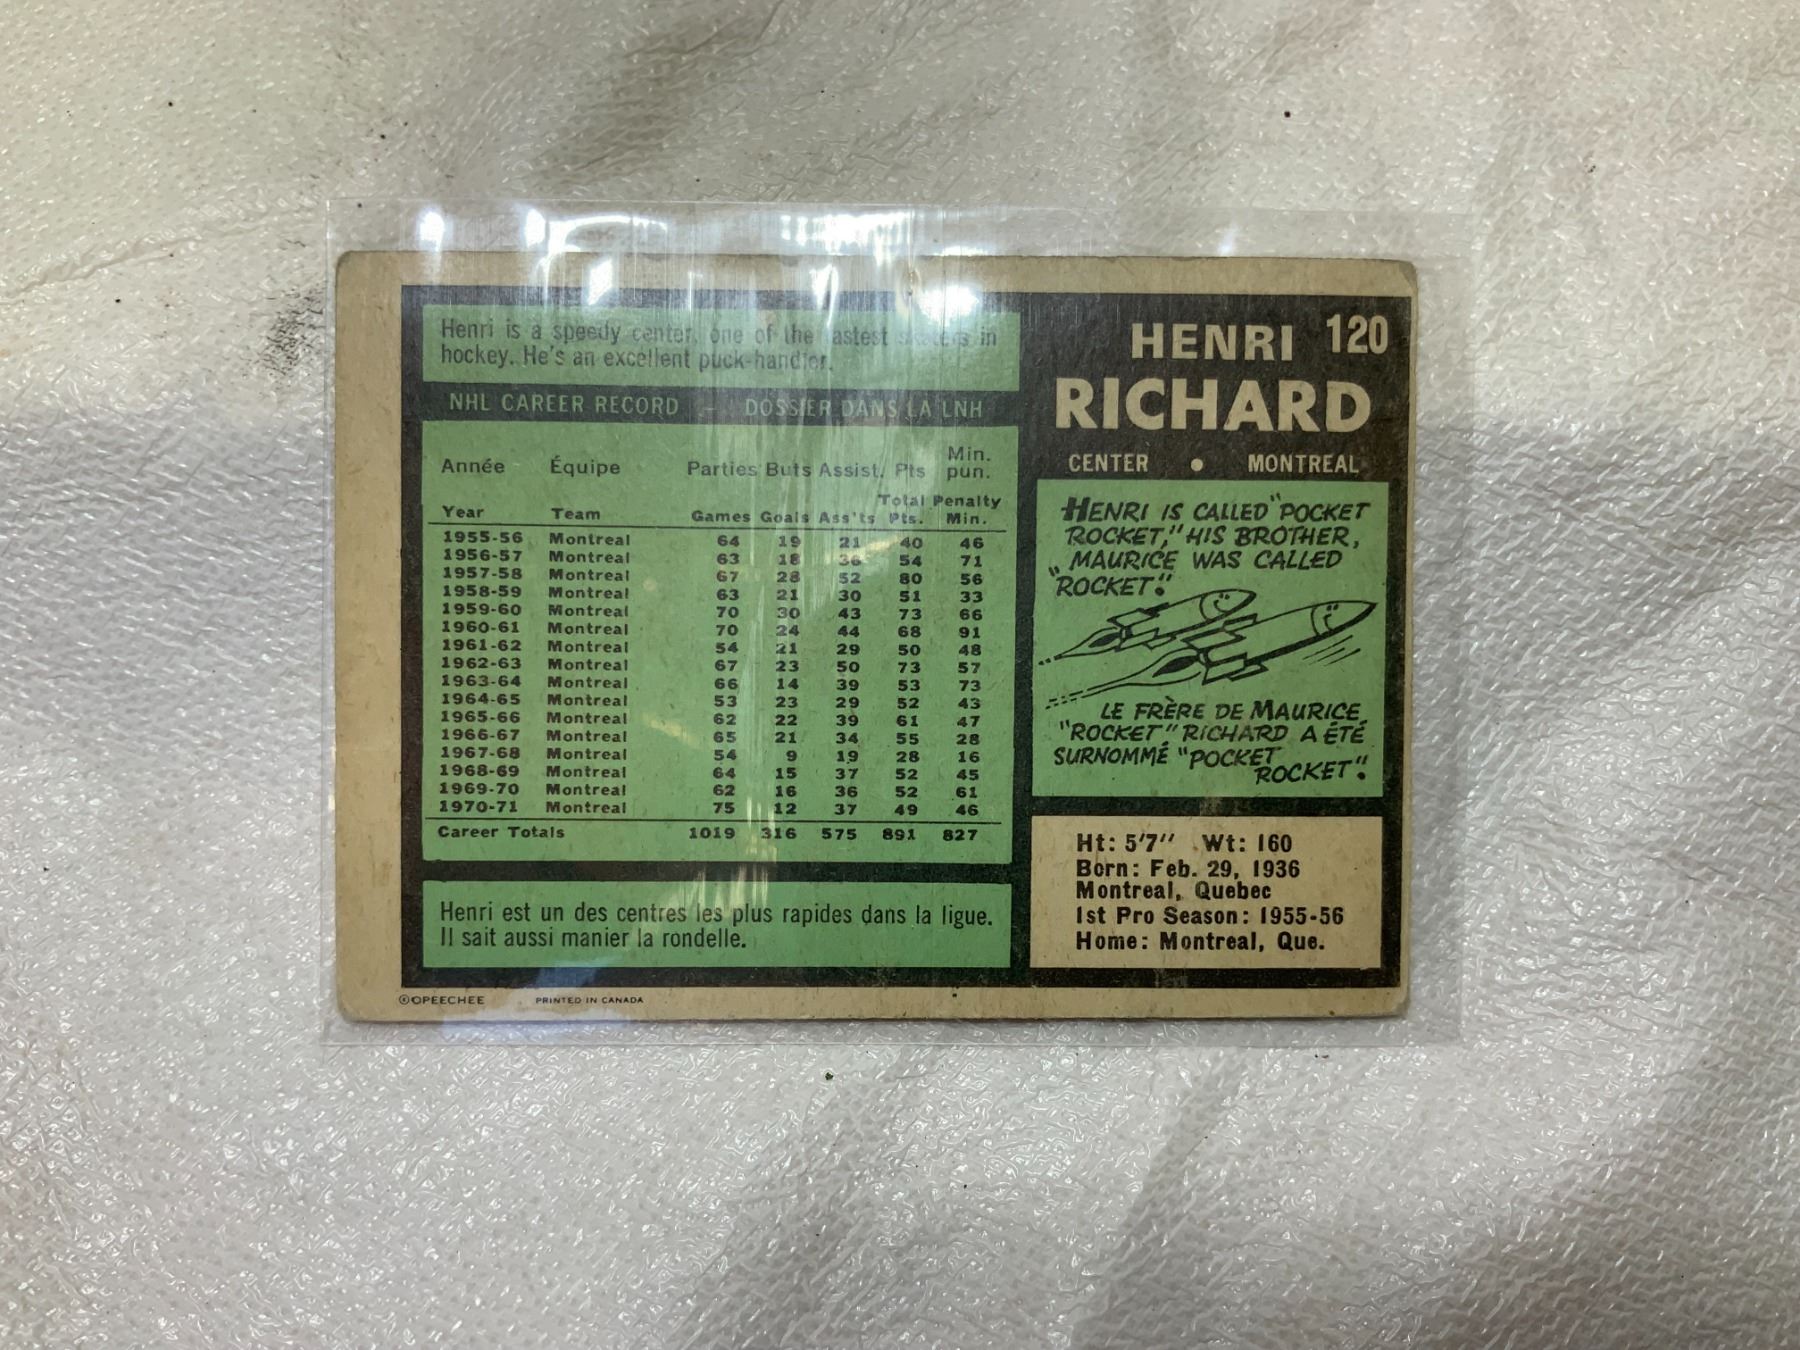 Henri is a speedy center, one of the fastest skaters in
hockey. He's an excellent puck-handler.
NHL CAREER RECORD – DOSSIER DANS LA LNH
Année Équipe Parties Buts Assist. Pts Min. pun.
Year Team Games Goals Ass'ts Total Pts. Penalty Min.
1955-56 Montreal 64 19 21 40 46
1956-57 Montreal 63 18 36 54 71
1957-58 Montreal 67 28 52 80 56
1958-59 Montreal 63 21 30 51 33
1959-60 Montreal 70 30 43 73 66
1960-61 Montreal 70 24 44 68 91
1961-62 Montreal 54 21 29 50 48
1962-63 Montreal 67 23 50 73 57
1963-64 Montreal 66 14 39 53 73
1964-65 Montreal 53 23 29 52 43
1965-66 Montreal 62 22 39 61 47
1966-67 Montreal 65 21 34 55 28
1967-68 Montreal 54 9 19 28 16
1968-69 Montreal 64 15 37 52 45
1969-70 Montreal 62 16 36 52 61
1970-71 Montreal 75 12 37 49 46
Career Totals 1019 316 575 891 827
Henri est un des centres les plus rapides dans la ligue.
Il sait aussi manier la rondelle.
©OPEECHEE PRINTED IN CANADA
HENRI 120
RICHARD
CENTER • MONTREAL
HENRI IS CALLED "POCKET
ROCKET," HIS BROTHER,
MAURICE WAS CALLED
"ROCKET".
LE FRÈRE DE MAURICE
"ROCKET" RICHARD A ÉTÉ
SURNOMMÉ "POCKET
ROCKET".
Ht: 5'7" Wt: 160
Born: Feb. 29, 1936
Montreal, Quebec
1st Pro Season: 1955-56
Home: Montreal, Que.